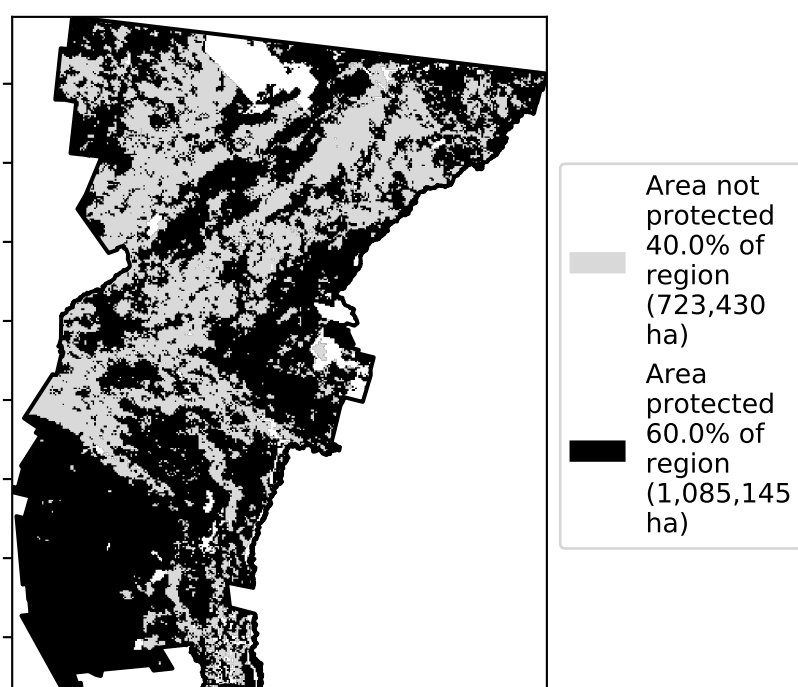 Area not
protected
40.0% of
region
(723,430
ha)
Area
protected
60.0% of
region
(1,085,145
ha)